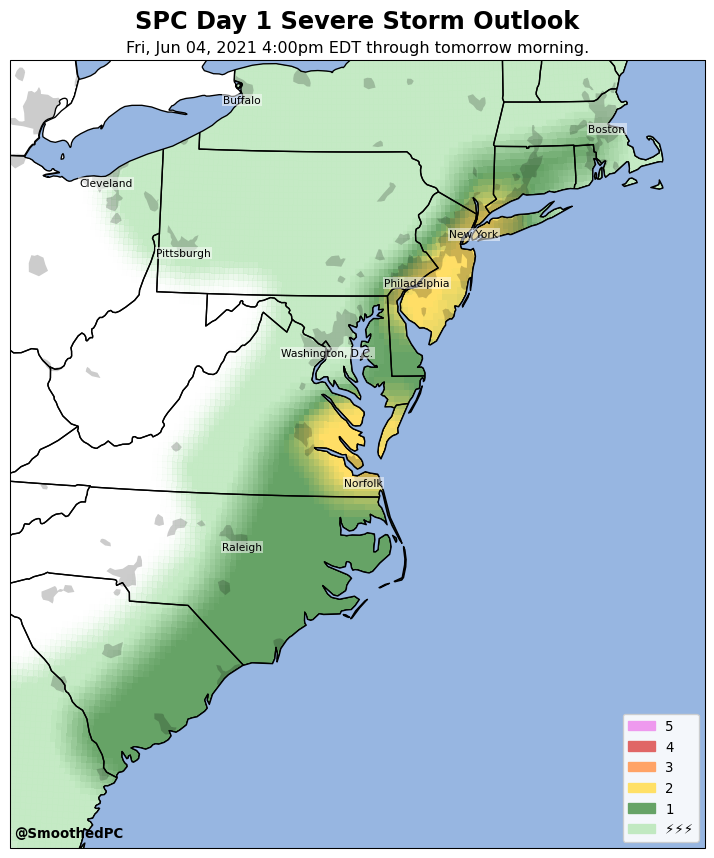 SPC Day 1 Severe Storm Outlook
Fri, Jun 04, 2021 4:00pm EDT through tomorrow morning.
Buffalo
Boston
Cleveland
New York
Pittsburgh
Philadelphia
Washington, D.C.
Norfolk
Raleigh
5
4
3
2
1
⚡⚡⚡
@SmoothedPC